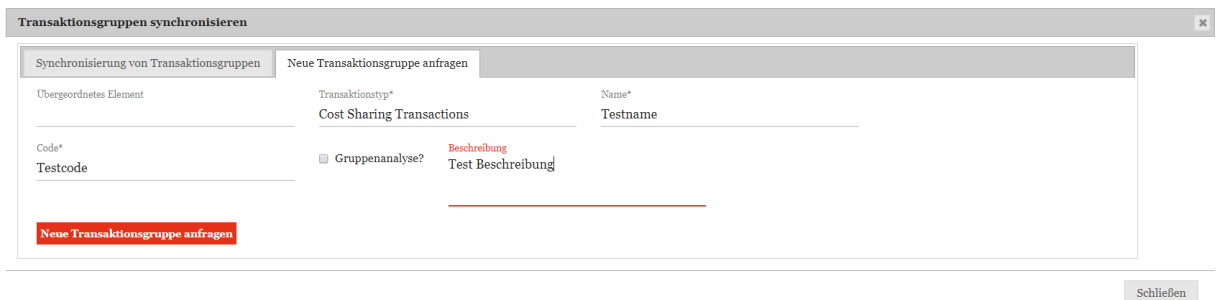 Transaktionsgruppen synchronisieren
Synchronisierung von Transaktionsgruppen
Neue Transaktionsgruppe anfragen
Übergeordnetes Element
Transaktionstyp*
Name*
Cost Sharing Transactions
Testname
Code*
Testcode
Gruppenanalyse?
Beschreibung
Test Beschreibung
Neue Transaktionsgruppe anfragen
Schließen